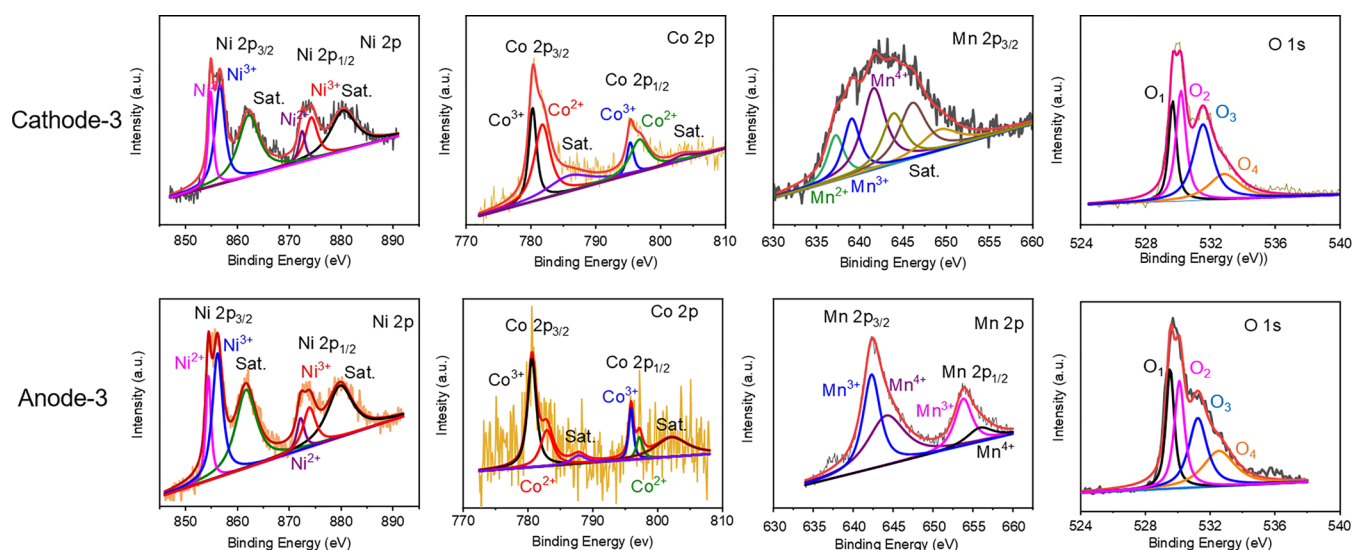 Cathode-3
Ni 2p3/2
Ni 2p
Ni3+
Ni 2p1/2
Sat.
Ni3+
Sat.
Ni2+
Intensity (a.u.)
850 860 870 880 890
Binding Energy (eV)
Co 2p3/2
Co 2p
Co 2p1/2
Co3+
Co2+
Co3+
Co2+
Sat.
Sat.
Intensity (a.u.)
770 780 790 800 810
Binding Energy (eV)
Mn 2p3/2
Mn4+
Mn2+
Mn3+
Sat.
Intensity (a.u.)
630 635 640 645 650 655 660
Binding Energy (eV)
O 1s
O1
O2
O3
O4
Intensity (a.u.)
524 528 532 536 540
Binding Energy (eV))
Anode-3
Ni 2p3/2
Ni 2p
Ni2+
Ni3+
Ni 2p1/2
Sat.
Ni3+
Sat.
Ni2+
Intensity (a.u.)
850 860 870 880 890
Binding Energy (eV)
Co 2p3/2
Co 2p
Co 2p1/2
Co3+
Co3+
Sat.
Sat.
Co2+
Co2+
Intesity (a.u.)
770 780 790 800 810
Binding Energy (ev)
Mn 2p3/2
Mn 2p
Mn3+
Mn4+
Mn 2p1/2
Mn3+
Mn4+
Intensity (a.u.)
630 635 640 645 650 655 660
Binding Energy (eV)
O 1s
O1
O2
O3
O4
Intensity (a.u.)
524 528 532 536 540
Binding Energy (eV)